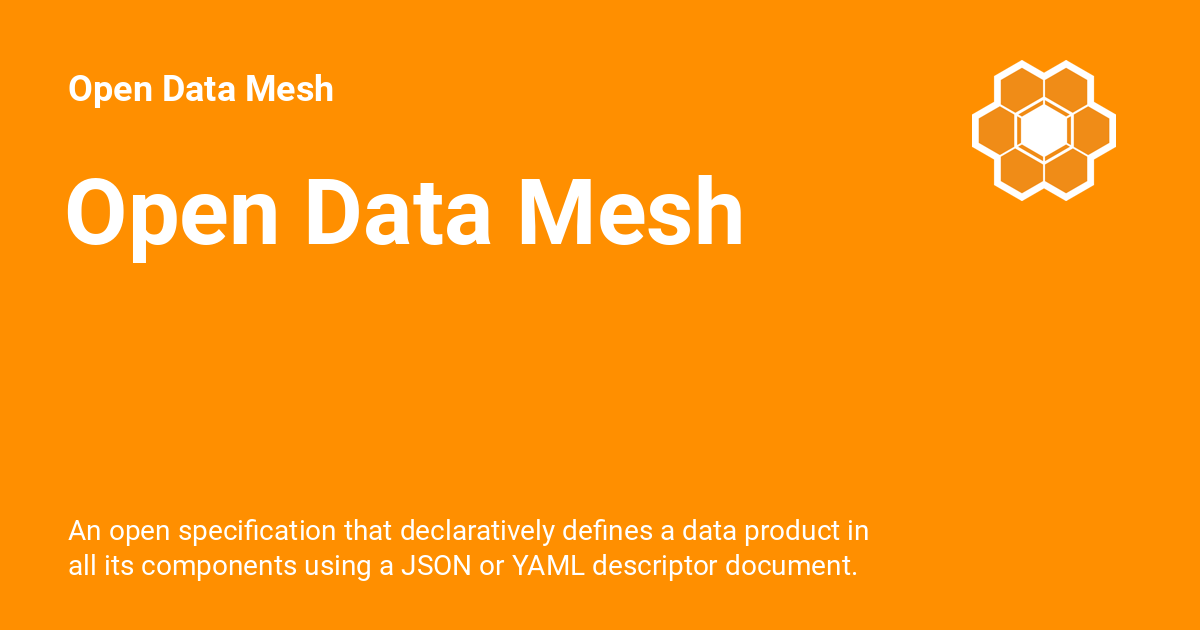 Open Data Mesh
Open Data Mesh
An open specification that declaratively defines a data product in
all its components using a JSON or YAML descriptor document.